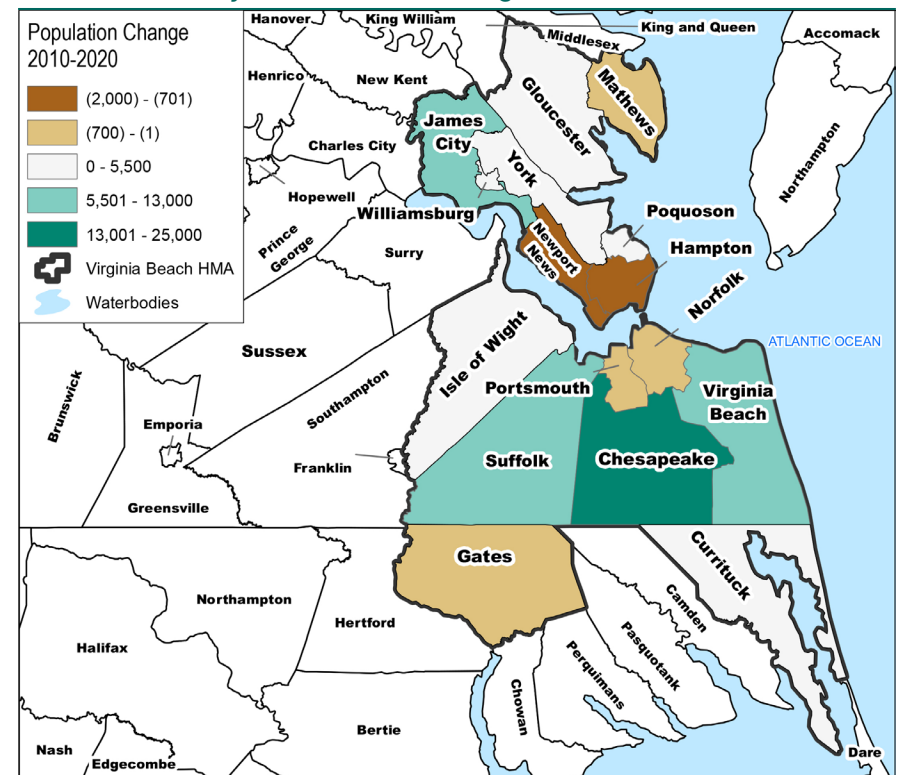 Population Change
2010-2020
(2,000) - (701)
(700) - (1)
0 - 5,500
5,501 - 13,000
13,001 - 25,000
Virginia Beach HMA
Waterbodies
Hanover
King William
King and Queen
Middlesex
Accomack
Henrico
New Kent
Gloucester
Mathews
James
City
Charles City
York
Northampton
Hopewell
Williamsburg
Poquoson
Prince
George
Surry
Newport
News
Hampton
Norfolk
ATLANTIC OCEAN
Sussex
Isle of Wight
Southampton
Portsmouth
Virginia
Beach
Brunswick
Emporia
Franklin
Suffolk
Chesapeake
Greensville
Gates
Currituck
Northampton
Hertford
Camden
Halifax
Pasquotank
Perquimans
Chowan
Bertie
Nash
Edgecombe
Dare